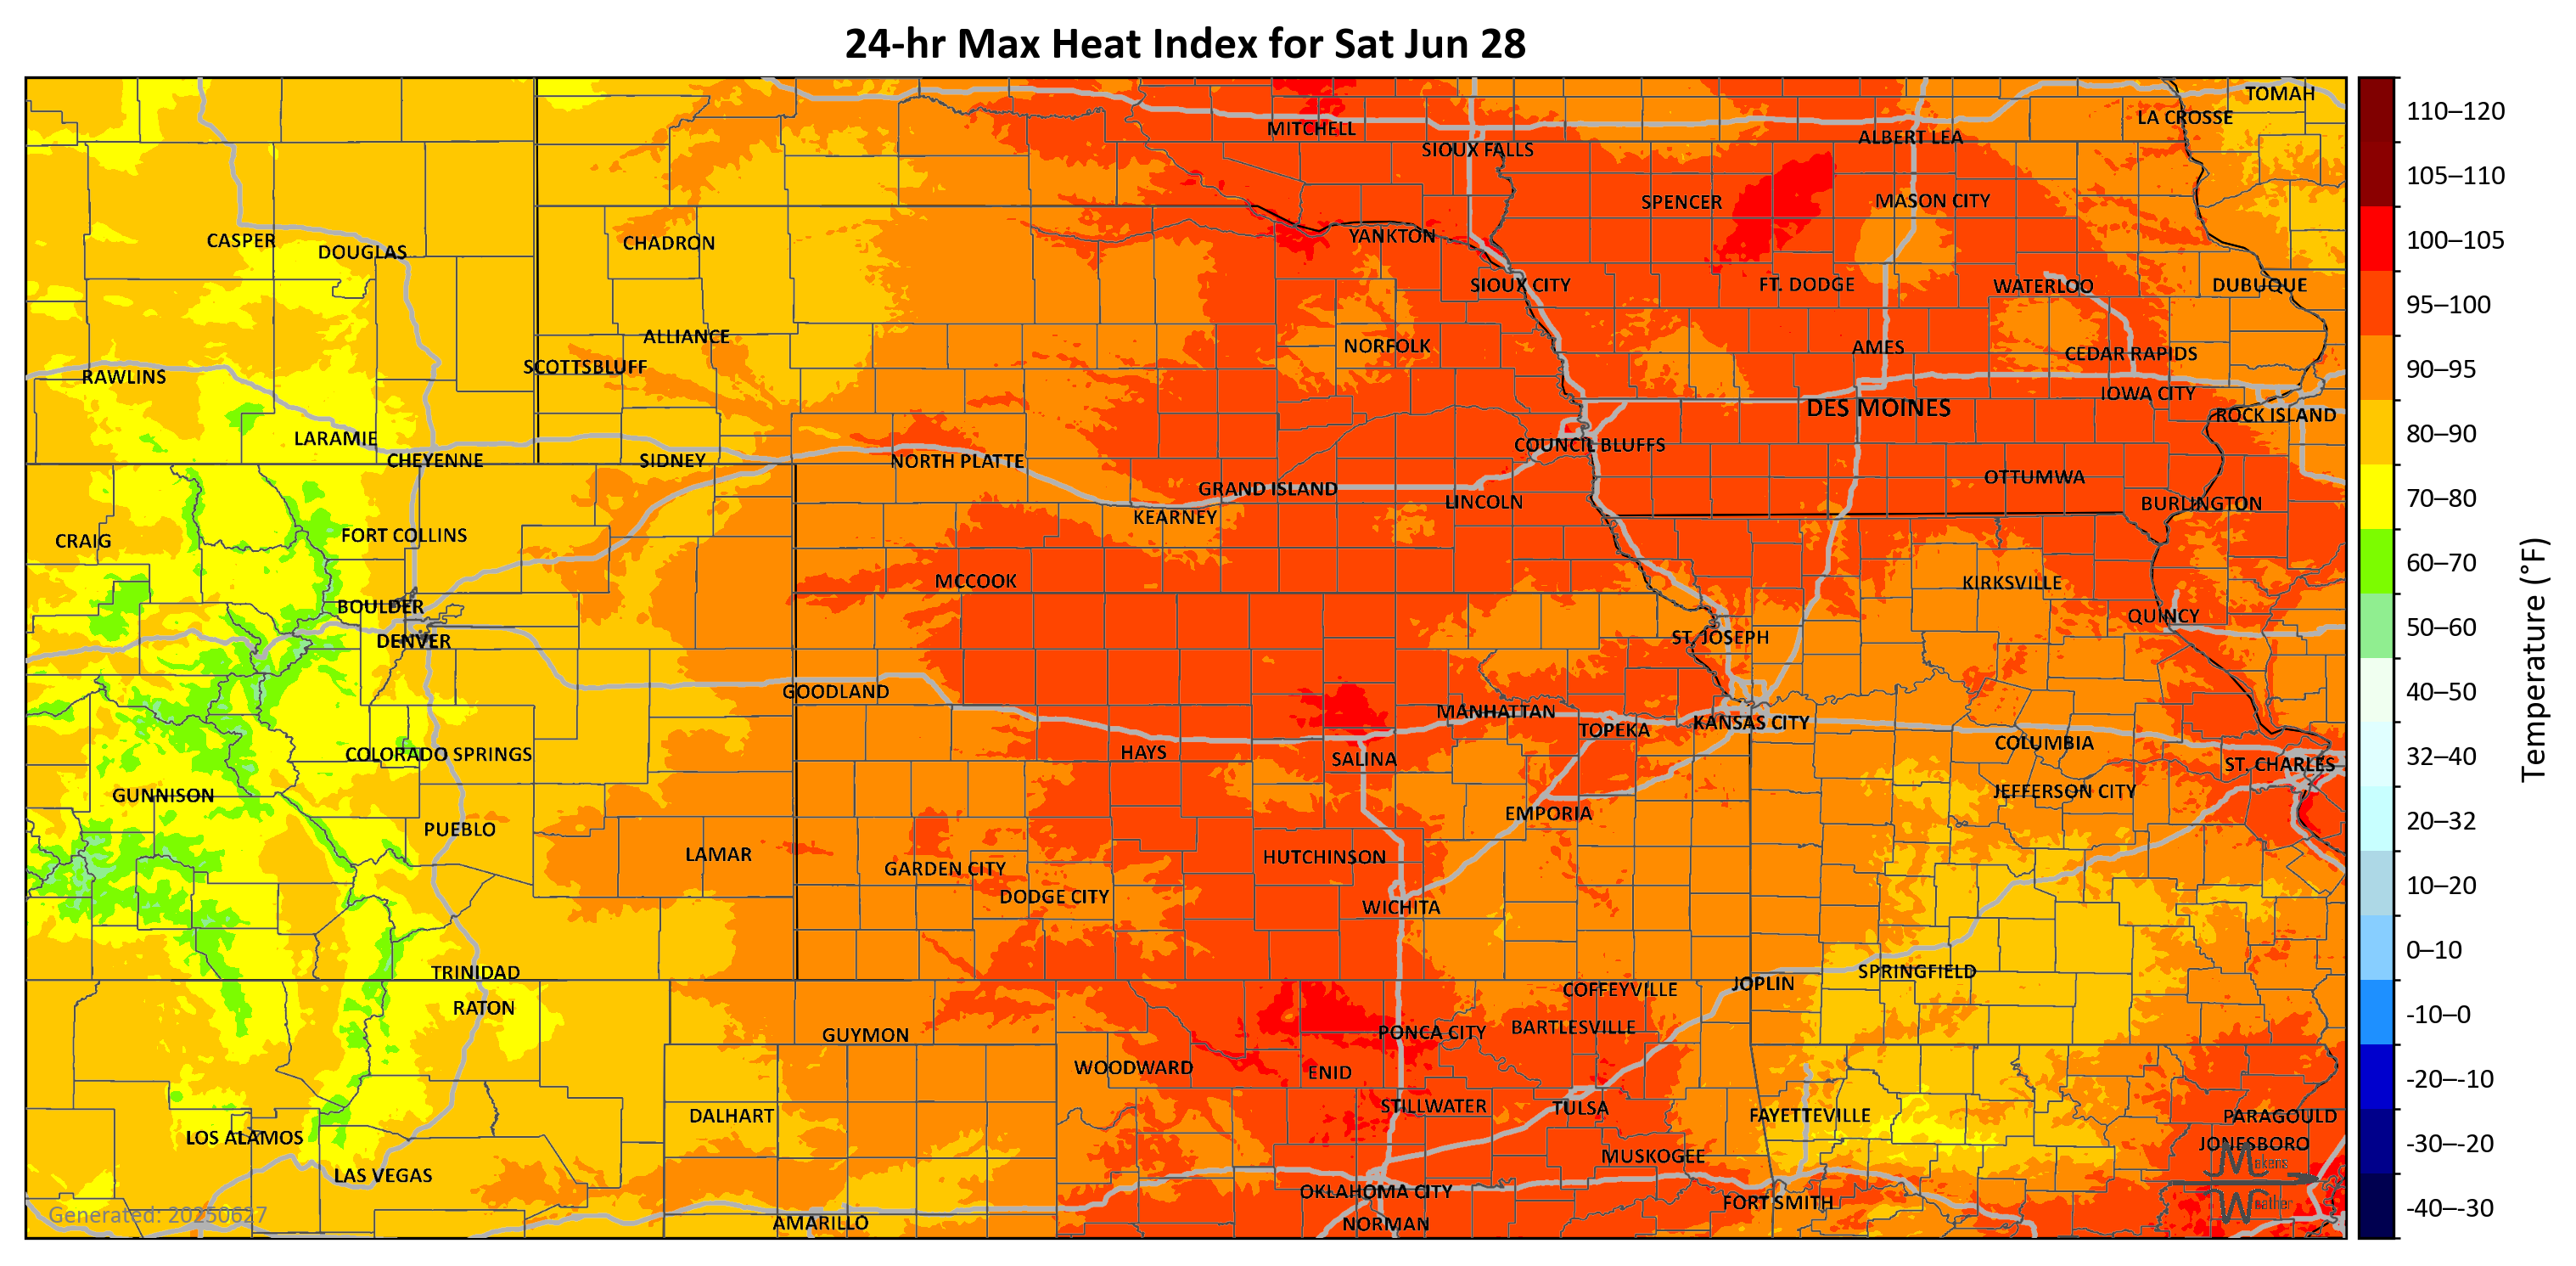 24-hr Max Heat Index for Sat Jun 28
TOMAH
LA CROSSE
MITCHELL
ALBERT LEA
SIOUX FALLS
SPENCER
MASON CITY
YANKTON
CASPER
CHADRON
DOUGLAS
SIOUX CITY
FT. DODGE
WATERLOO
DUBUQUE
ALLIANCE
NORFOLK
AMES
CEDAR RAPIDS
SCOTTSBLUFF
RAWLINS
IOWA CITY
DES MOINES
ROCK ISLAND
LARAMIE
COUNCIL BLUFFS
CHEYENNE
SIDNEY
NORTH PLATTE
OTTUMWA
GRAND ISLAND
LINCOLN
BURLINGTON
KEARNEY
FORT COLLINS
CRAIG
MCCOOK
KIRKSVILLE
BOULDER
QUINCY
ST. JOSEPH
DENVER
GOODLAND
MANHATTAN
KANSAS CITY
TOPEKA
COLUMBIA
HAYS
COLORADO SPRINGS
SALINA
ST. CHARLES
JEFFERSON CITY
GUNNISON
EMPORIA
PUEBLO
LAMAR
HUTCHINSON
GARDEN CITY
DODGE CITY
WICHITA
TRINIDAD
SPRINGFIELD
JOPLIN
COFFEYVILLE
RATON
BARTLESVILLE
PONCA CITY
GUYMON
WOODWARD
ENID
STILLWATER
TULSA
DALHART
FAYETTEVILLE
PARAGOULD
LOS ALAMOS
JONESBORO
MUSKOGEE
Makens
LAS VEGAS
OKLAHOMA CITY
FORT SMITH
Weather
Generated: 20250627
AMARILLO
NORMAN
110–120
105–110
100–105
95–100
90–95
80–90
70–80
60–70
50–60
40–50
32–40
20–32
10–20
0–10
-10–0
-20–-10
-30–-20
-40–-30
Temperature (°F)